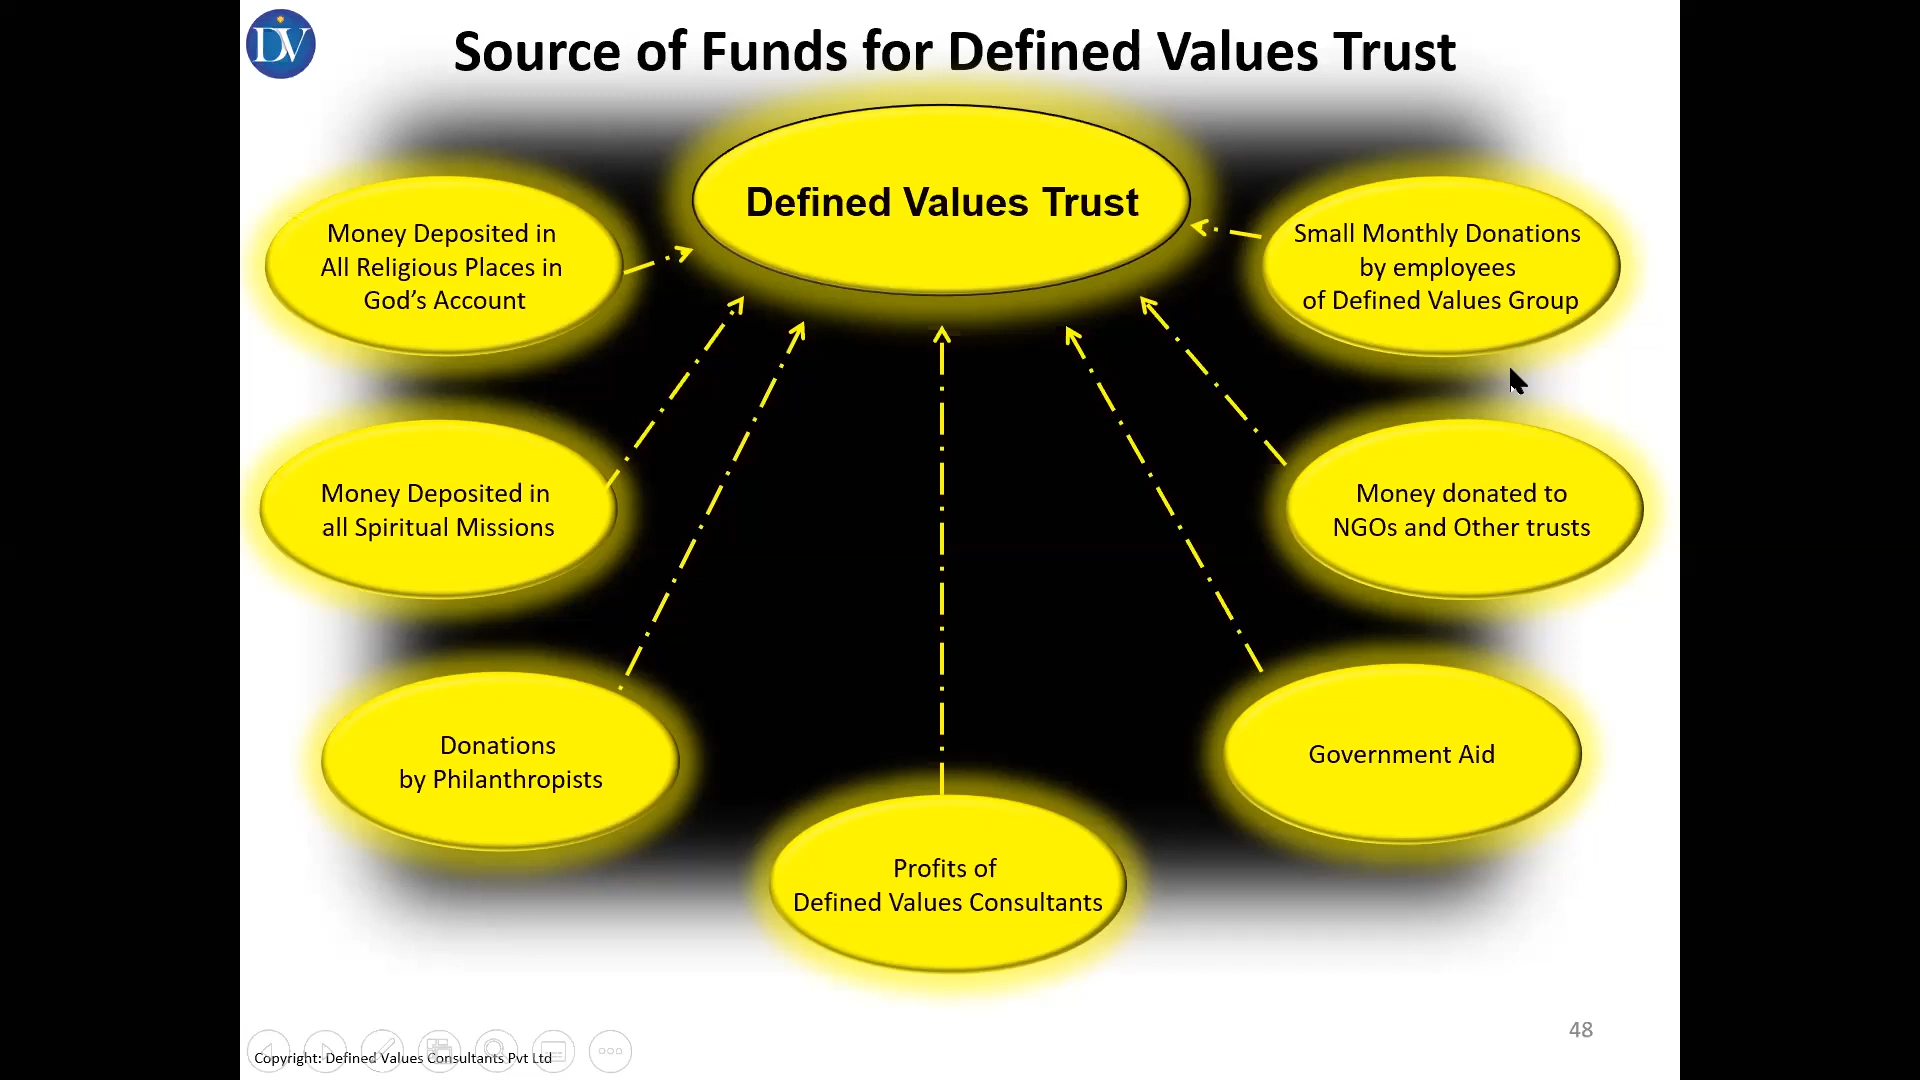 DV
Source of Funds for Defined Values Trust
Defined Values Trust
Money Deposited in
All Religious Places in
God’s Account
Small Monthly Donations
by employees
of Defined Values Group
Money Deposited in
all Spiritual Missions
Money donated to
NGOs and Other trusts
Donations
by Philanthropists
Government Aid
Profits of
Defined Values Consultants
48
Copyright: Defined Values Consultants Pvt Ltd